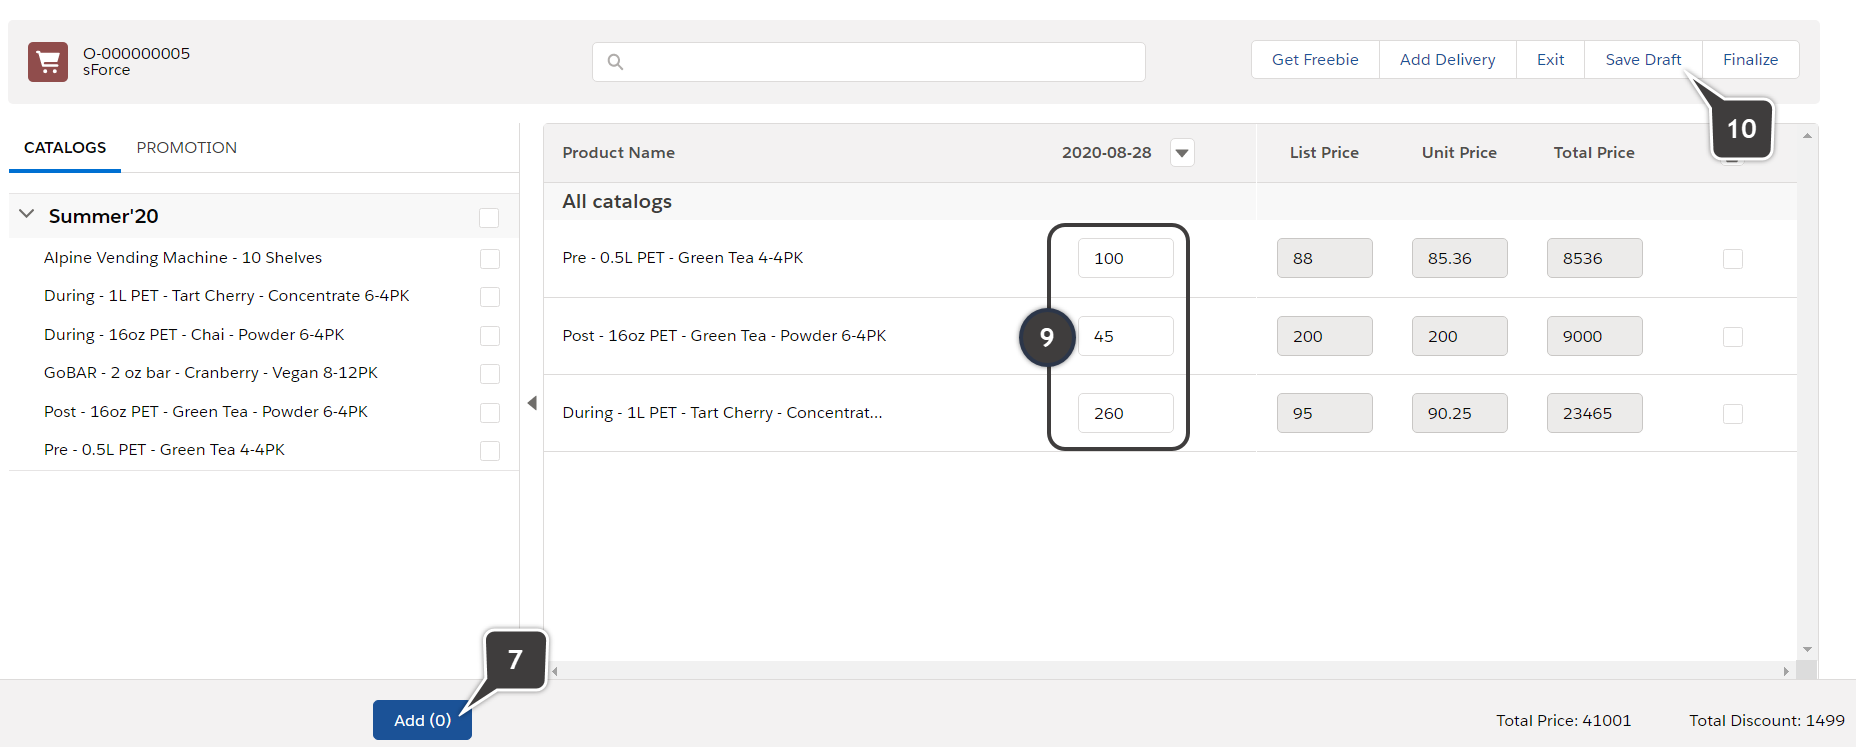 O-000000005
sForce
Get Freebie
Add Delivery
Exit
Save Draft
Finalize
10
CATALOGS
PROMOTION
Summer'20
Alpine Vending Machine - 10 Shelves
During - 1L PET - Tart Cherry - Concentrate 6-4PK
During - 16oz PET - Chai - Powder 6-4PK
GoBAR - 2 oz bar - Cranberry - Vegan 8-12PK
Post - 16oz PET - Green Tea - Powder 6-4PK
Pre - 0.5L PET - Green Tea 4-4PK
Product Name
2020-08-28
List Price
Unit Price
Total Price
All catalogs
Pre - 0.5L PET - Green Tea 4-4PK
100
88
85.36
8536
Post - 16oz PET - Green Tea - Powder 6-4PK
9
45
200
200
9000
During - 1L PET - Tart Cherry - Concentrat...
260
95
90.25
23465
7
Add (0)
Total Price: 41001
Total Discount: 1499